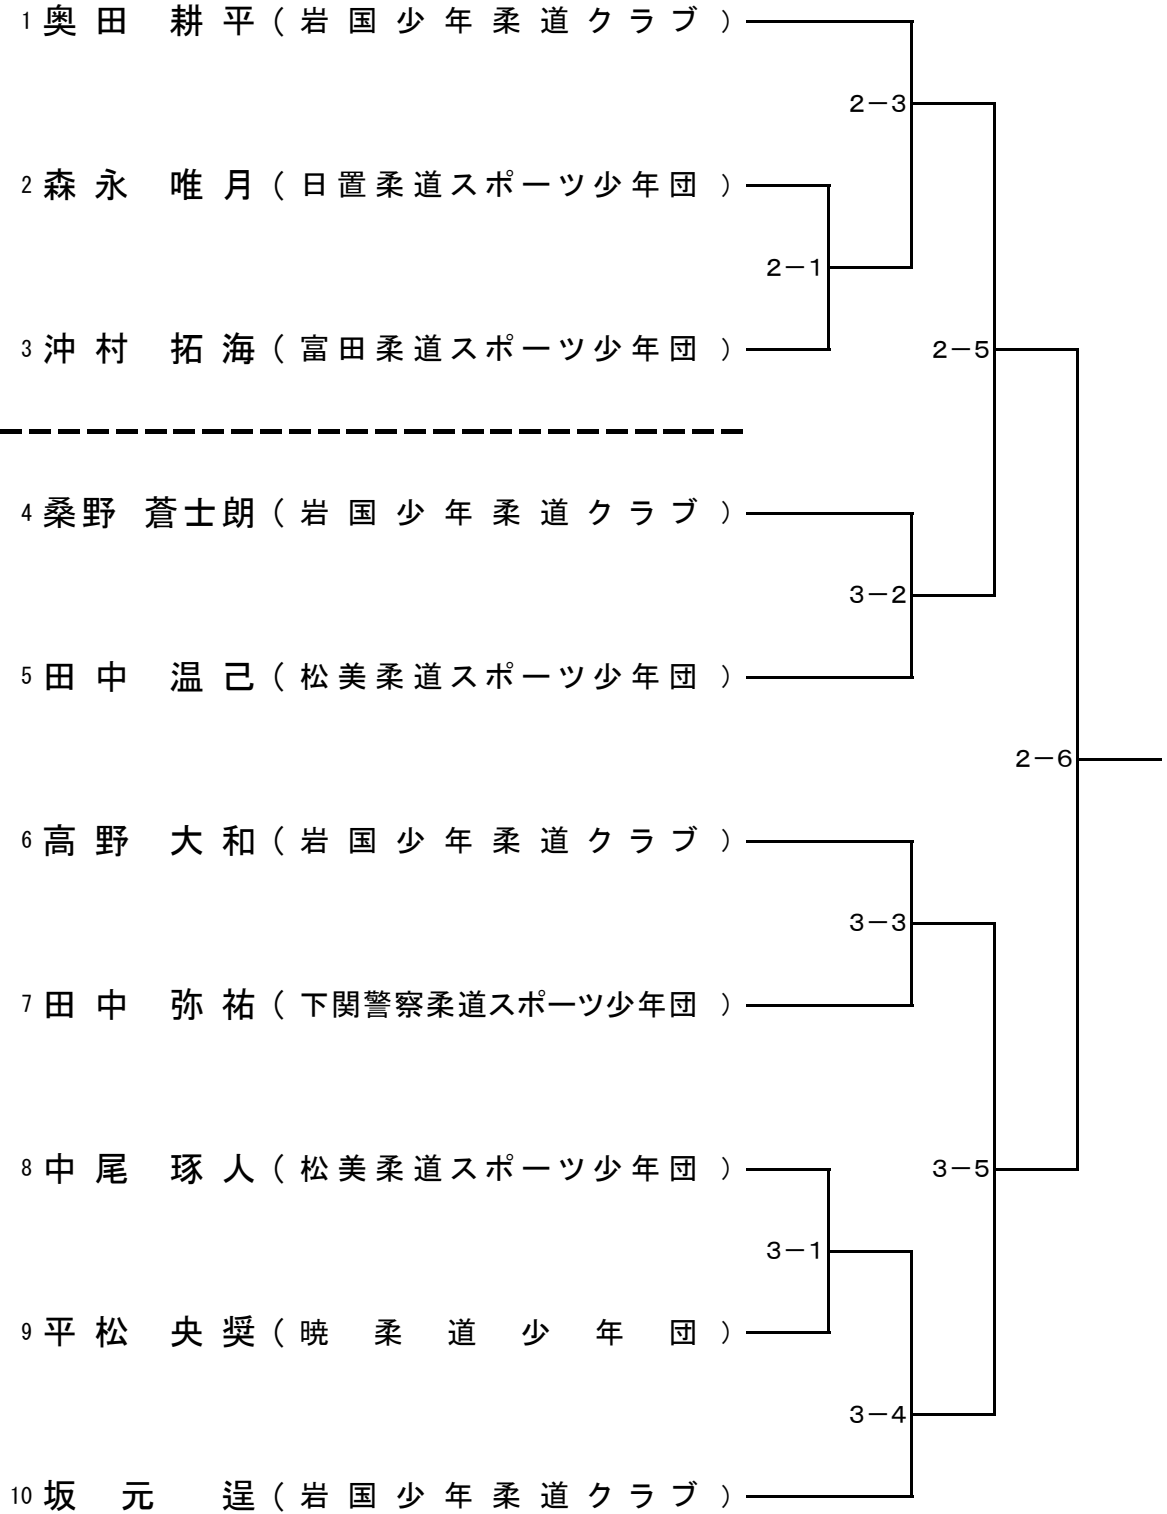 1 奥田 耕平(岩国少年柔道クラブ)
2－3
2 森永 唯月(日置柔道スポーツ少年団)
2－1
3 沖村 拓海(富田柔道スポーツ少年団)
2－5
4 桑野 蒼士朗(岩国少年柔道クラブ)
3－2
5 田中 温己(松美柔道スポーツ少年団)
2－6
6 高野 大和(岩国少年柔道クラブ)
3－3
7 田中 弥祐(下関警察柔道スポーツ少年団)
8 中尾 琢人(松美柔道スポーツ少年団)
3－5
3－1
9 平松 央奨(暁柔道少年団)
3－4
10 坂元 逞(岩国少年柔道クラブ)